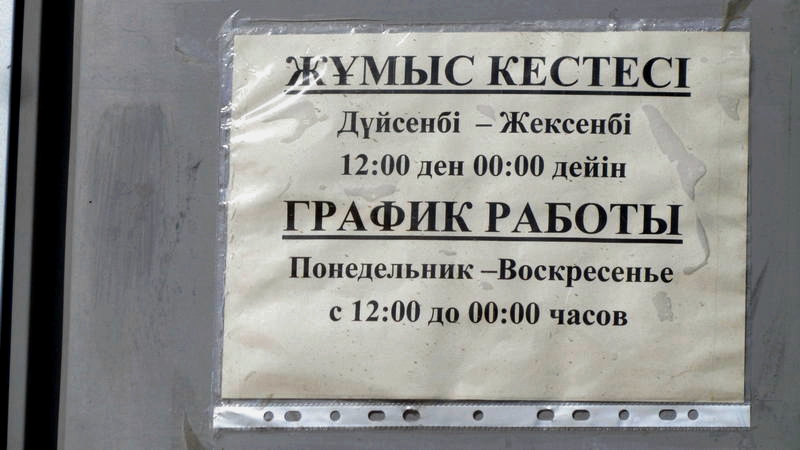 ЖҰМЫС КЕСТЕСІ
Дүйсенбі – Жексенбі
12:00 ден 00:00 дейін
ГРАФИК РАБОТЫ
Понедельник –Воскресенье
с 12:00 до 00:00 часов